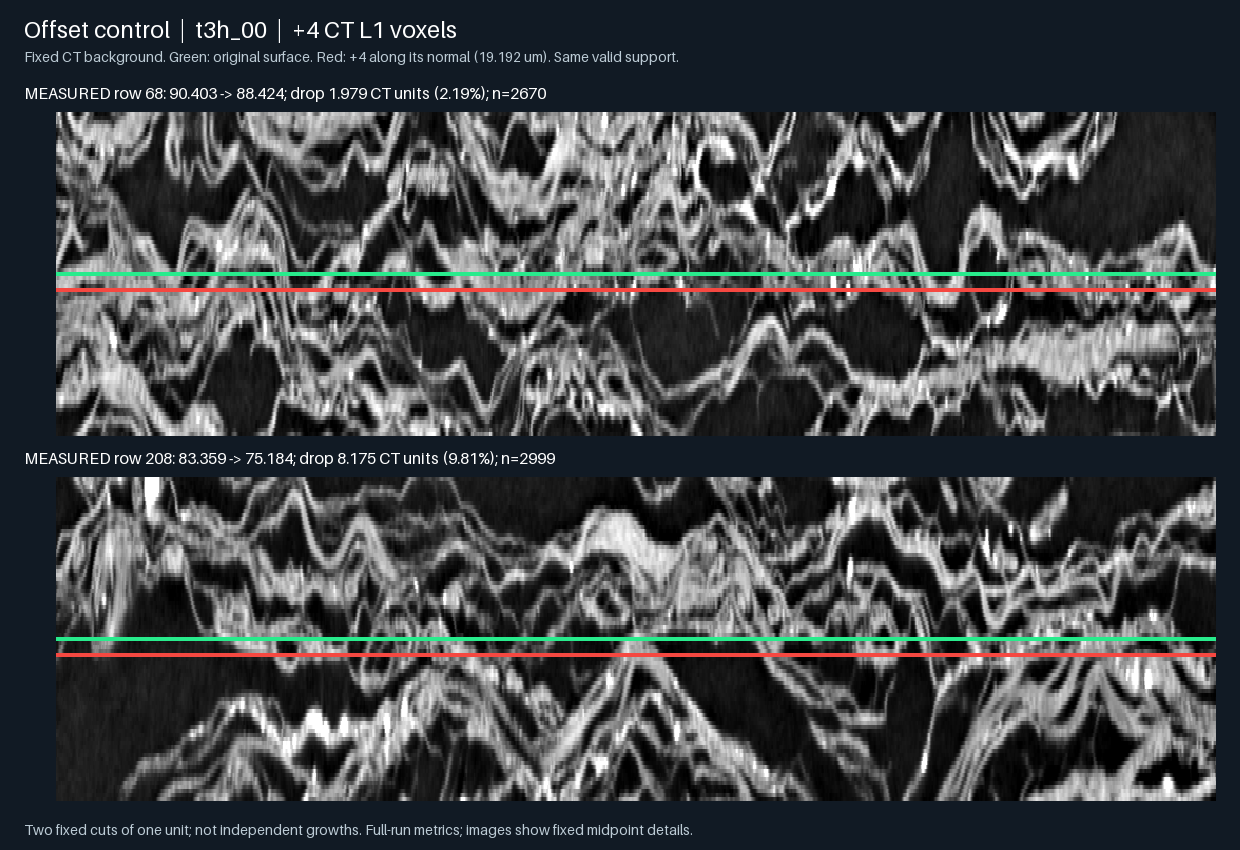 Offset control | t3h_00 | +4 CT L1 voxels
Fixed CT background. Green: original surface. Red: +4 along its normal (19.192 um). Same valid support.
MEASURED row 68: 90.403 -> 88.424; drop 1.979 CT units (2.19%); n=2670
MEASURED row 208: 83.359 -> 75.184; drop 8.175 CT units (9.81%); n=2999
Two fixed cuts of one unit; not independent growths. Full-run metrics; images show fixed midpoint details.